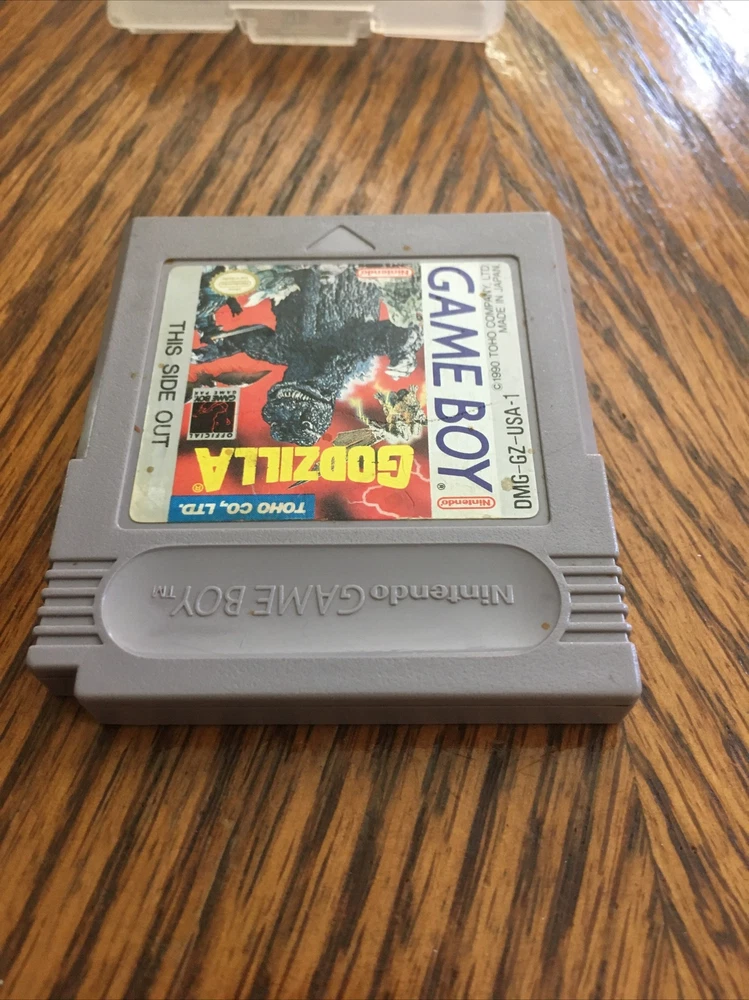 Nintendo GAME BOY™
TOHO CO., LTD.
GODZILLA®
Nintendo
GAME BOY®
Nintendo
OFFICIAL
THIS SIDE OUT
DMG-GZ-USA-1
©1990 TOHO COMPANY, LTD
MADE IN JAPAN